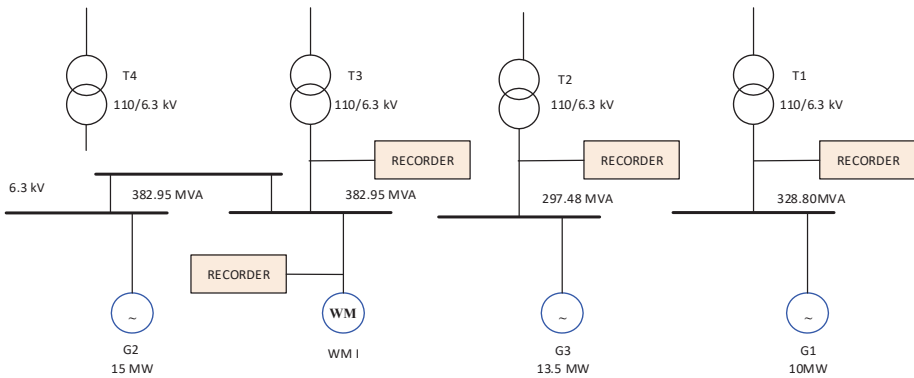 T4
110/6.3 kV
T3
110/6.3 kV
T2
110/6.3 kV
T1
110/6.3 kV
RECORDER
RECORDER
RECORDER
6.3 kV
382.95 MVA
382.95 MVA
297.48 MVA
328.80MVA
RECORDER
~
WM
~
~
G2
15 MW
WM I
G3
13.5 MW
G1
10MW